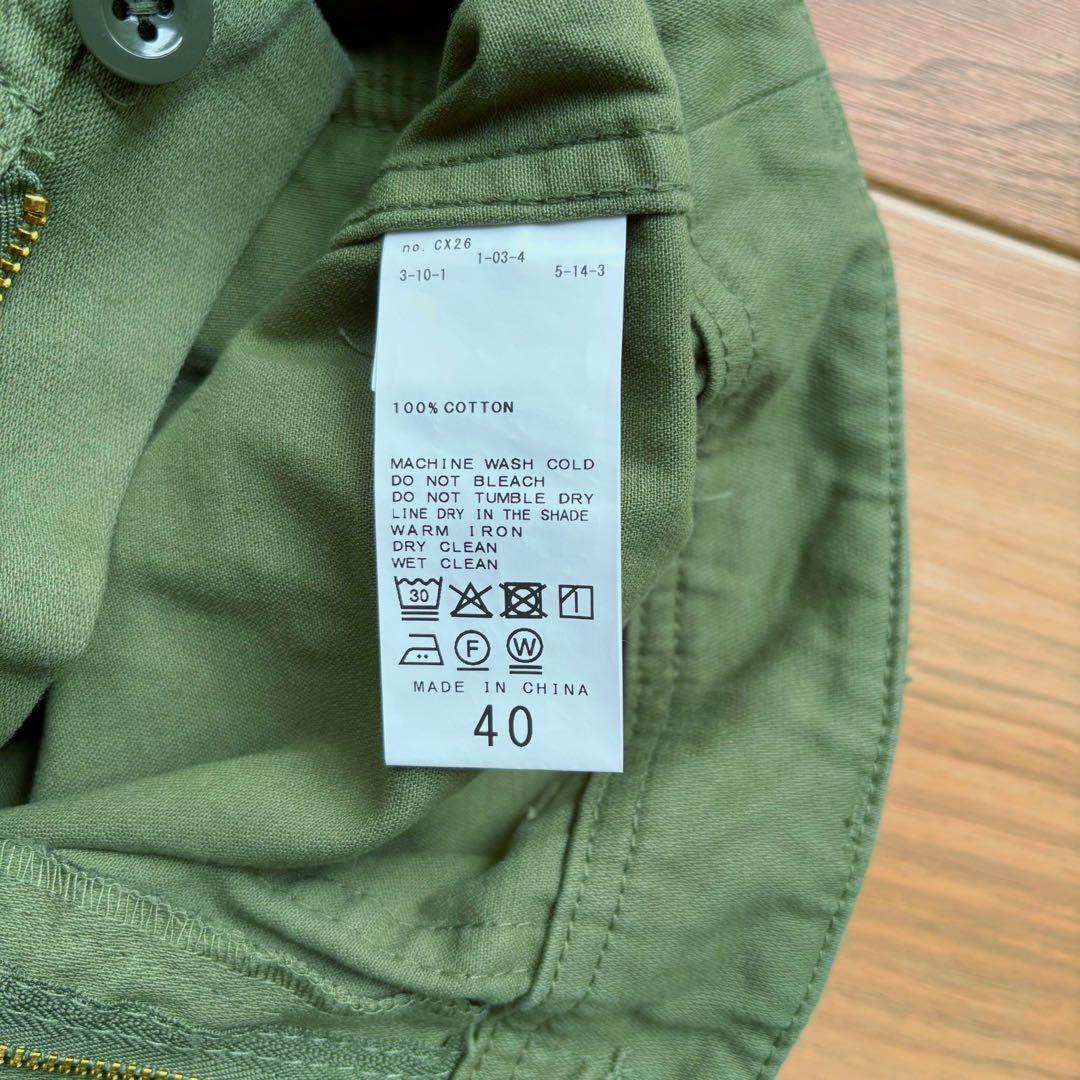 no. CX26
1-03-4
3-10-1 5-14-3
100% COTTON
MACHINE WASH COLD
DO NOT BLEACH
DO NOT TUMBLE DRY
LINE DRY IN THE SHADE
WARM IRON
DRY CLEAN
WET CLEAN
30
F W
MADE IN CHINA
40